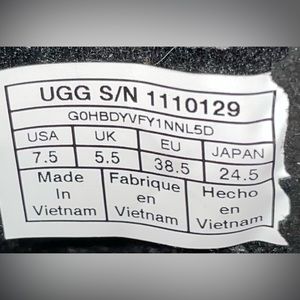 UGG S/N 1110129
G0HBDYVFY1NNL5D
USA UK EU JAPAN
7.5 5.5 38.5 24.5
Made Fabrique Hecho
In en en
Vietnam Vietnam Vietnam